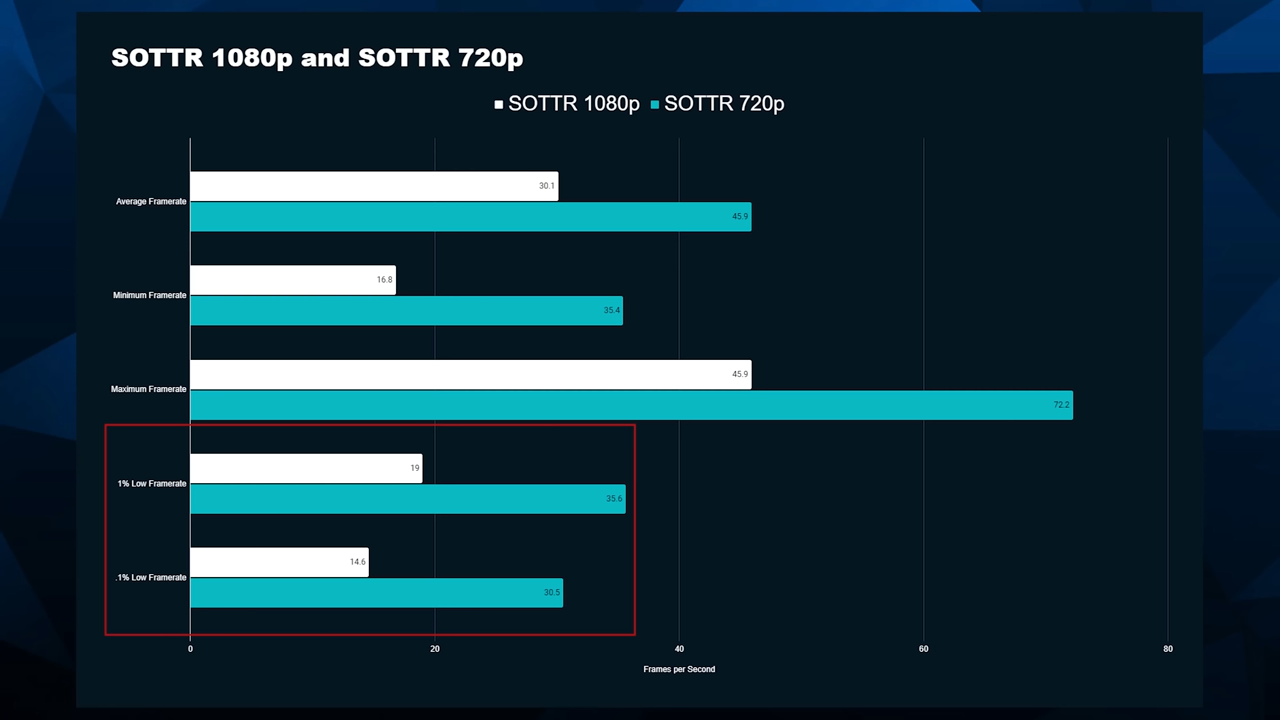 SOTTR 1080p and SOTTR 720p
SOTTR 1080p SOTTR 720p
Average Framerate
30.1
45.9
Minimum Framerate
16.8
35.4
Maximum Framerate
45.9
72.2
1% Low Framerate
19
35.6
.1% Low Framerate
14.6
30.5
0 20 40 60 80
Frames per Second